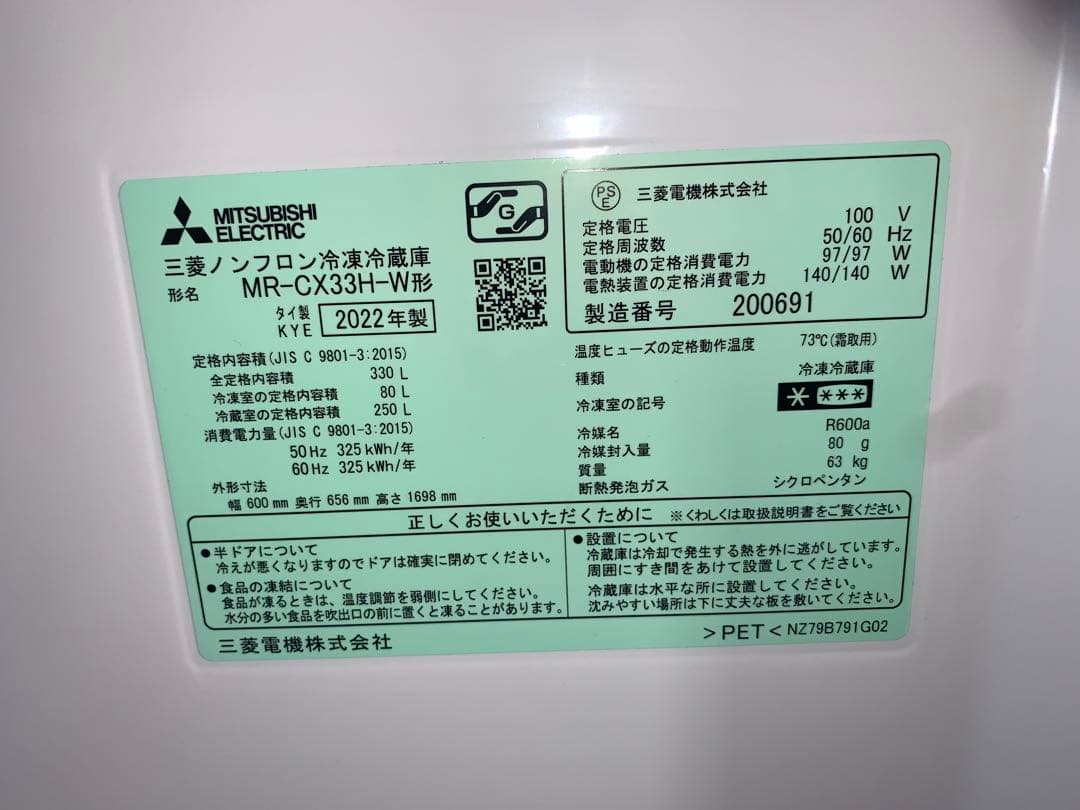 MITSUBISHI
ELECTRIC
三菱ノンフロン冷凍冷蔵庫
形名 MR-CX33H-W形
タイ製
KYE 2022年製
G
定格内容積(JIS C 9801-3:2015)
全定格内容積 330 L
冷凍室の定格内容積 80 L
冷蔵室の定格内容積 250 L
消費電力量(JIS C 9801-3:2015)
50Hz 325kWh/年
60Hz 325kWh/年
外形寸法
幅 600mm 奥行 656mm 高さ 1698mm
PSE 三菱電機株式会社
定格電圧 100 V
定格周波数 50/60 Hz
電動機の定格消費電力 97/97 W
電熱装置の定格消費電力 140/140 W
製造番号 200691
温度ヒューズの定格動作温度 73℃(霜取用)
種類 冷凍冷蔵庫
冷凍室の記号 * ***
冷媒名 R600a
冷媒封入量 80 g
質量 63 kg
断熱発泡ガス シクロペンタン
正しくお使いいただくために ※くわしくは取扱説明書をご覧ください
●半ドアについて
冷えが悪くなりますのでドアは確実に閉めてください。
●食品の凍結について
食品が凍るときは、温度調節を弱側にしてください。
水分の多い食品を吹出口の前に置くと凍ることがあります。
●設置について
冷蔵庫は冷却で発生する熱を外に逃がしています。
周囲にすき間をあけて設置してください。
冷蔵庫は水平な所に設置してください。
沈みやすい場所は下に丈夫な板を敷いてください。
三菱電機株式会社
>PET< NZ79B791G02